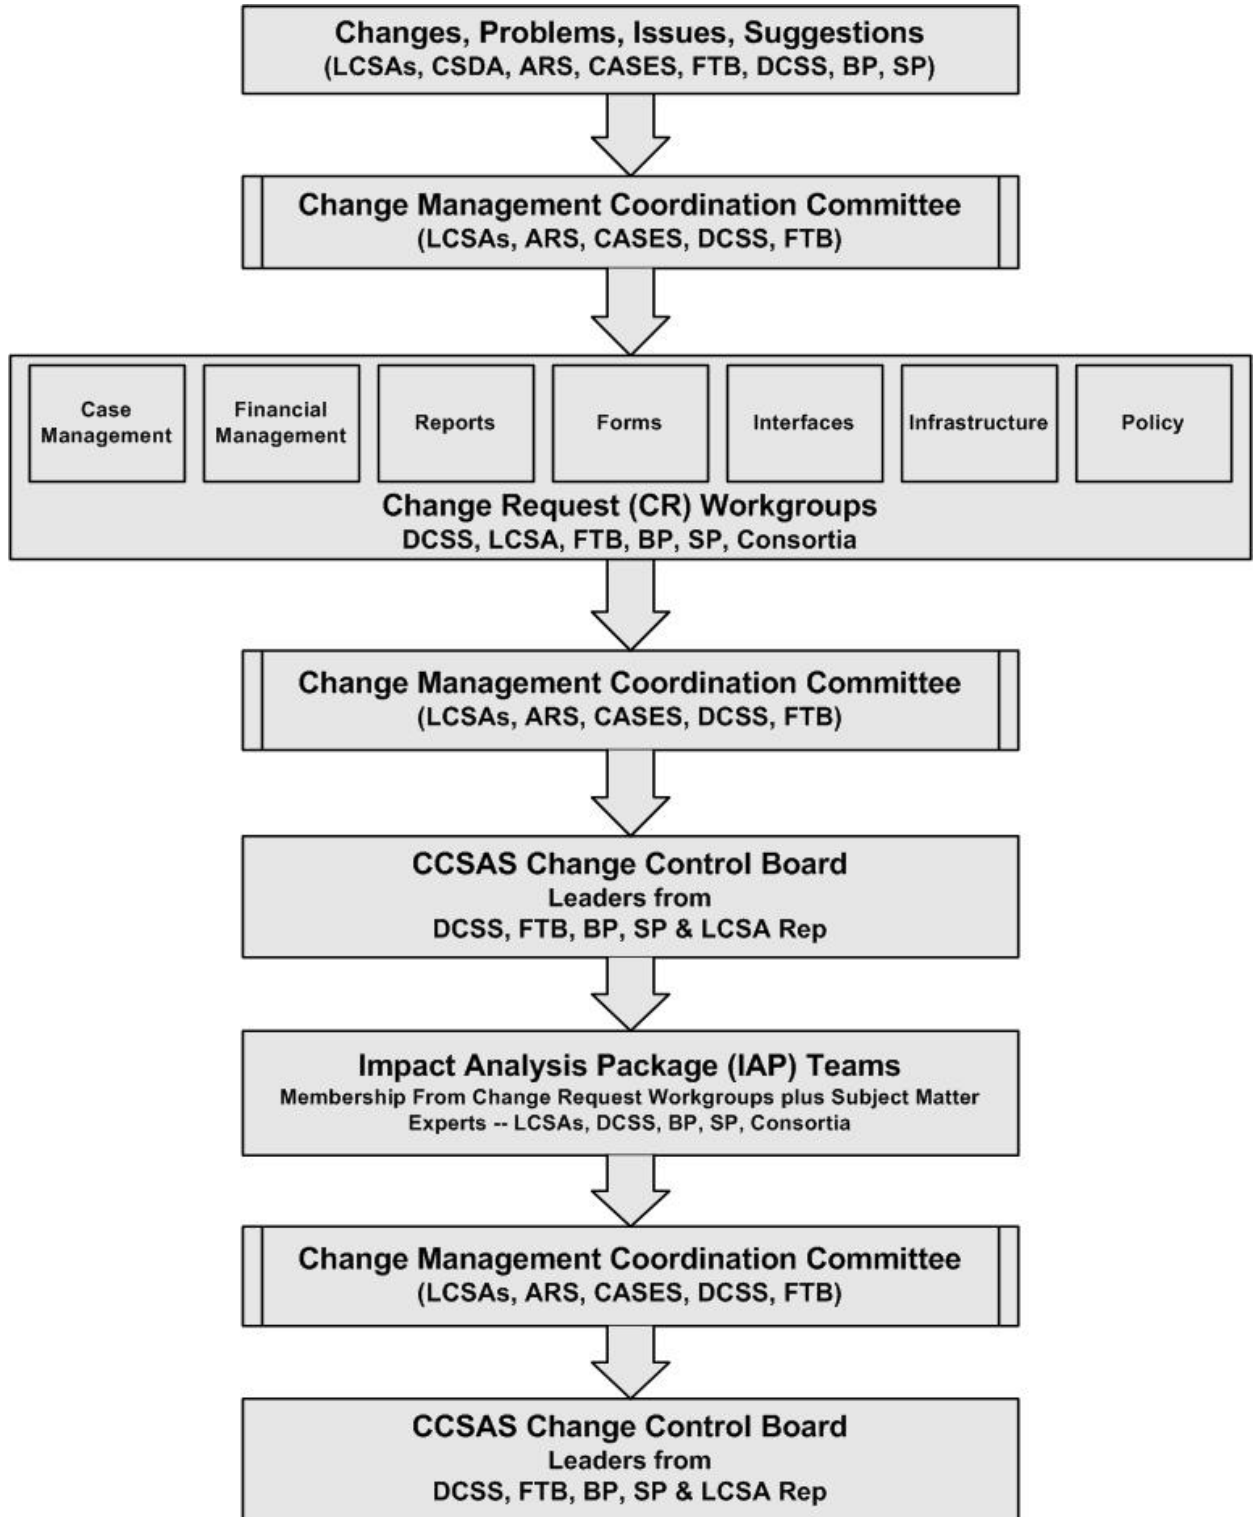 Changes, Problems, Issues, Suggestions
(LCSAs, CSDA, ARS, CASES, FTB, DCSS, BP, SP)
Change Management Coordination Committee
(LCSAs, ARS, CASES, DCSS, FTB)
Case
Management
Financial
Management
Reports
Forms
Interfaces
Infrastructure
Policy
Change Request (CR) Workgroups
DCSS, LCSA, FTB, BP, SP, Consortia
Change Management Coordination Committee
(LCSAs, ARS, CASES, DCSS, FTB)
CCSAS Change Control Board
Leaders from
DCSS, FTB, BP, SP & LCSA Rep
Impact Analysis Package (IAP) Teams
Membership From Change Request Workgroups plus Subject Matter
Experts -- LCSAs, DCSS, BP, SP, Consortia
Change Management Coordination Committee
(LCSAs, ARS, CASES, DCSS, FTB)
CCSAS Change Control Board
Leaders from
DCSS, FTB, BP, SP & LCSA Rep